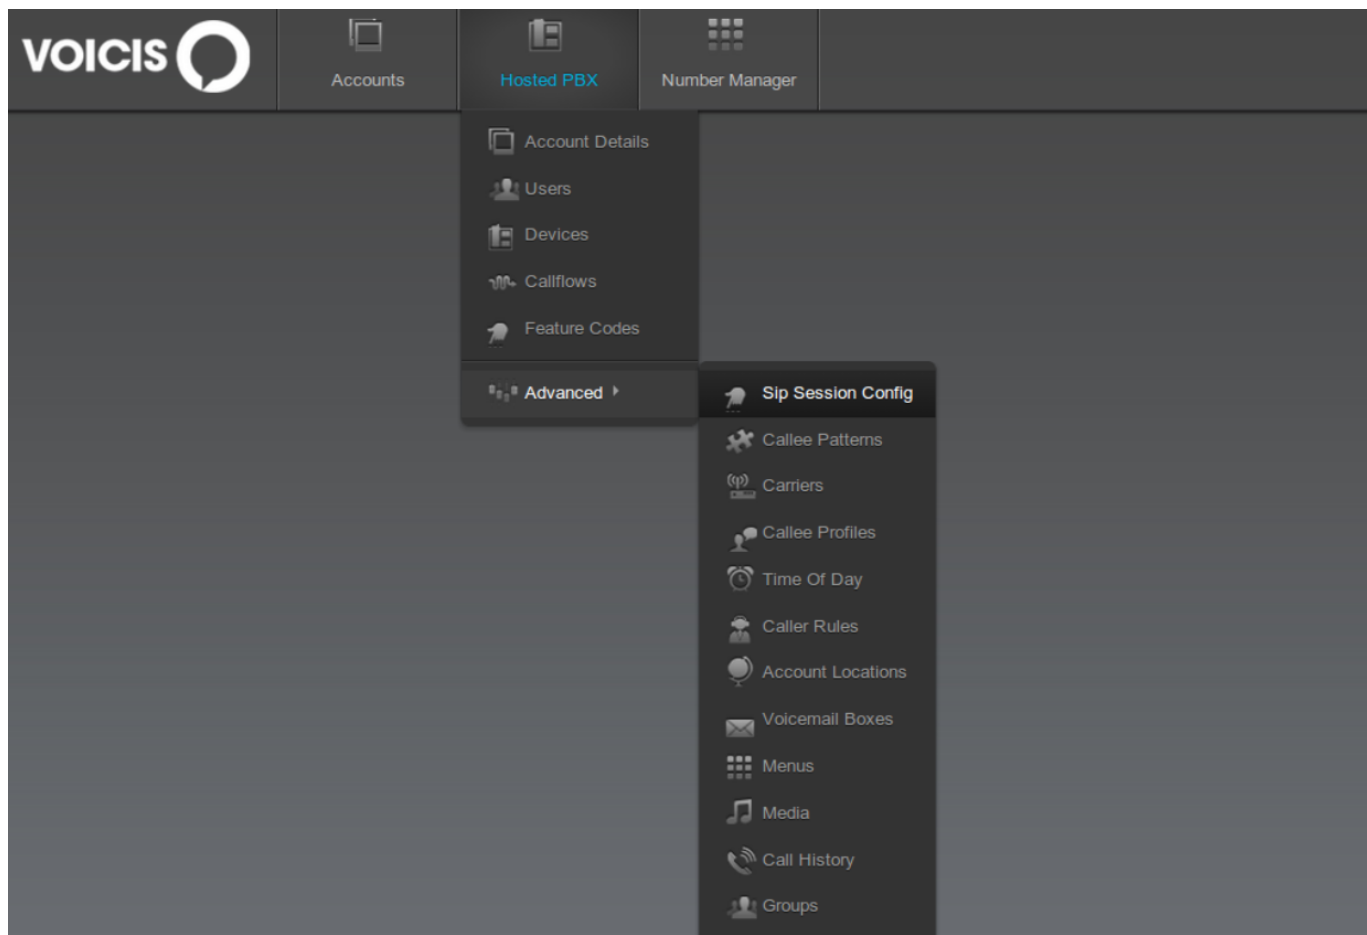 VOICIS
Accounts
Hosted PBX
Number Manager
Account Details
Users
Devices
Callflows
Feature Codes
Advanced
Sip Session Config
Callee Patterns
Carriers
Callee Profiles
Time Of Day
Caller Rules
Account Locations
Voicemail Boxes
Menus
Media
Call History
Groups